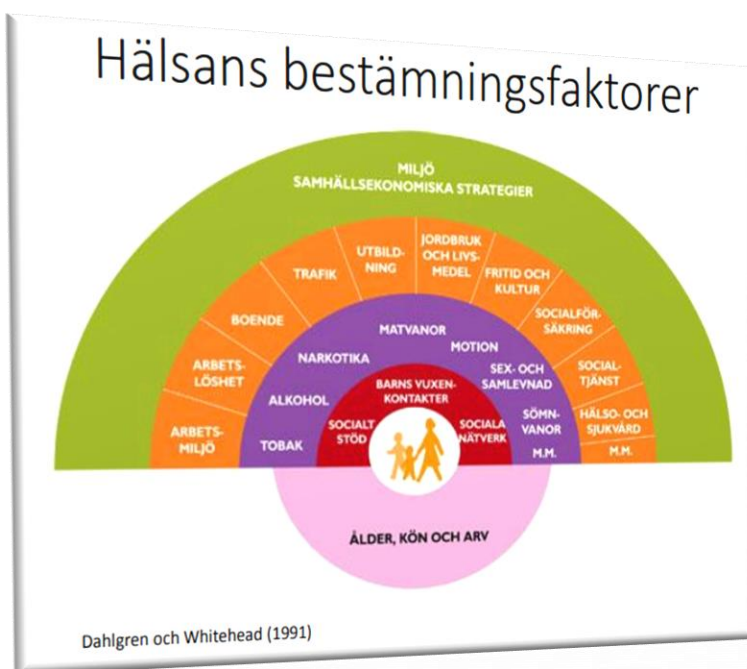 Hälsans bestämningsfaktorer
MILJÖ
SAMHÄLLSEKONOMISKA STRATEGIER
ARBETS-
MILJÖ
ARBETS-
LÖSHET
BOENDE
TRAFIK
UTBILD-
NING
JORDBRUK
OCH LIVS-
MEDEL
FRITID OCH
KULTUR
SOCIALFÖR-
SÄKRING
SOCIAL-
TJÄNST
HÄLSO- OCH
SJUKVÅRD
M.M.
TOBAK
ALKOHOL
NARKOTIKA
MATVANOR
MOTION
SEX- OCH
SAMLEVNAD
SÖMN-
VANOR
M.M.
SOCIALT
STÖD
BARNS VUXEN-
KONTAKTER
SOCIALA
NÄTVERK
ÅLDER, KÖN OCH ARV
Dahlgren och Whitehead (1991)